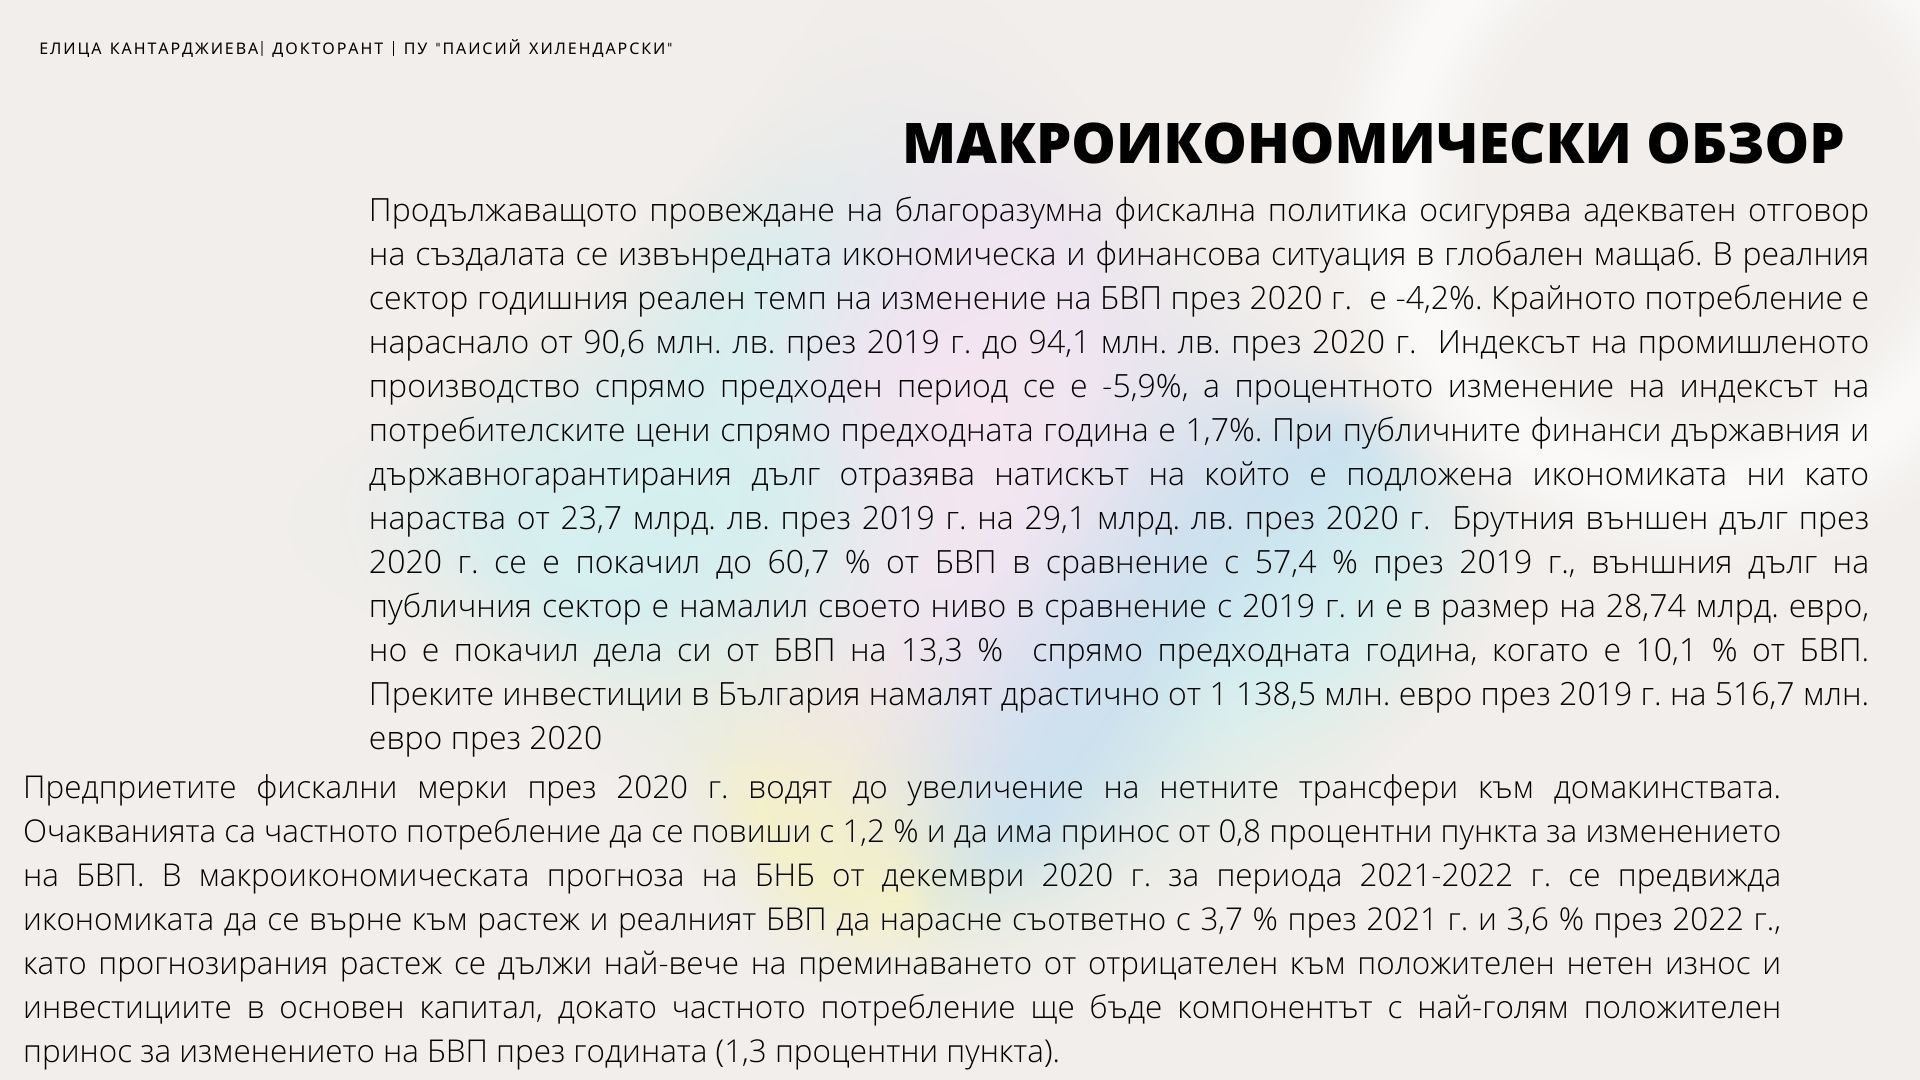 ЕЛИЦА КАНТАРДЖИЕВА| ДОКТОРАНТ | ПУ "ПАИСИЙ ХИЛЕНДАРСКИ"
МАКРОИКОНОМИЧЕСКИ ОБЗОР
Продължаващото провеждане на благоразумна фискална политика осигурява адекватен отговор
на създалата се извънредната икономическа и финансова ситуация в глобален мащаб. В реалния
сектор годишния реален темп на изменение на БВП през 2020 г.  е -4,2%. Крайното потребление е
нараснало от 90,6 млн. лв. през 2019 г. до 94,1 млн. лв. през 2020 г.  Индексът на промишленото
производство спрямо предходен период се е -5,9%, а процентното изменение на индексът на
потребителските цени спрямо предходната година е 1,7%. При публичните финанси държавния и
държавногарантирания дълг отразява натискът на който е подложена икономиката ни като
нараства от 23,7 млрд. лв. през 2019 г. на 29,1 млрд. лв. през 2020 г.  Брутния външен дълг през
2020 г. се е покачил до 60,7 % от БВП в сравнение с 57,4 % през 2019 г., външния дълг на
публичния сектор е намалил своето ниво в сравнение с 2019 г. и е в размер на 28,74 млрд. евро,
но е покачил дела си от БВП на 13,3 %  спрямо предходната година, когато е 10,1 % от БВП.
Преките инвестиции в България намалят драстично от 1 138,5 млн. евро през 2019 г. на 516,7 млн.
евро през 2020
Предприетите фискални мерки през 2020 г. водят до увеличение на нетните трансфери към домакинствата.
Очакванията са частното потребление да се повиши с 1,2 % и да има принос от 0,8 процентни пункта за изменението
на БВП. В макроикономическата прогноза на БНБ от декември 2020 г. за периода 2021-2022 г. се предвижда
икономиката да се върне към растеж и реалният БВП да нарасне съответно с 3,7 % през 2021 г. и 3,6 % през 2022 г.,
като прогнозирания растеж се дължи най-вече на преминаването от отрицателен към положителен нетен износ и
инвестициите в основен капитал, докато частното потребление ще бъде компонентът с най-голям положителен
принос за изменението на БВП през годината (1,3 процентни пункта).